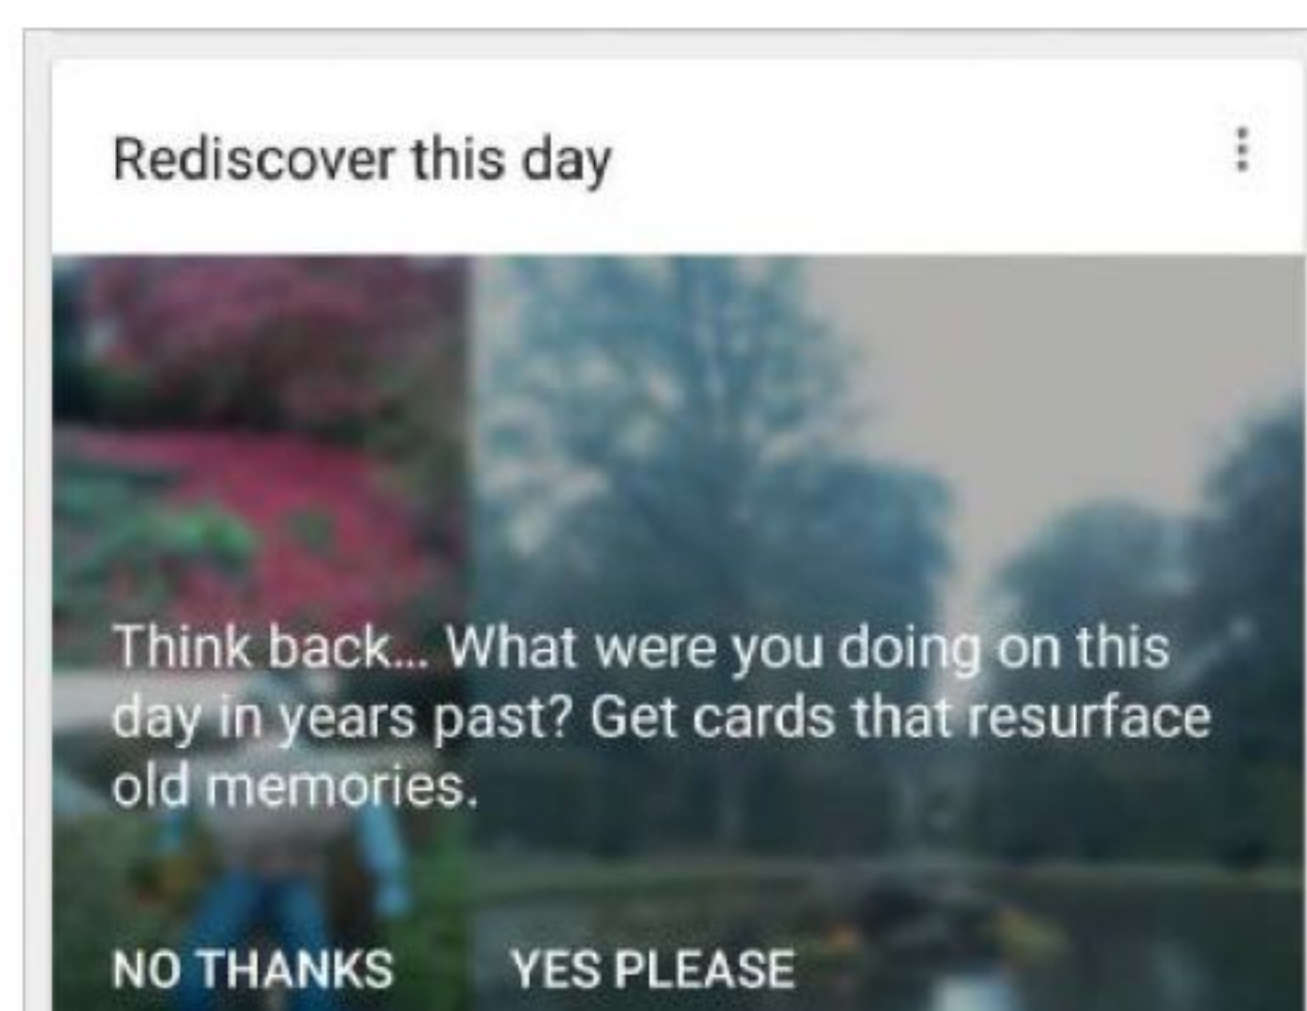 Rediscover this day
Think back... What were you doing on this
day in years past? Get cards that resurface
old memories.
NO THANKS YES PLEASE